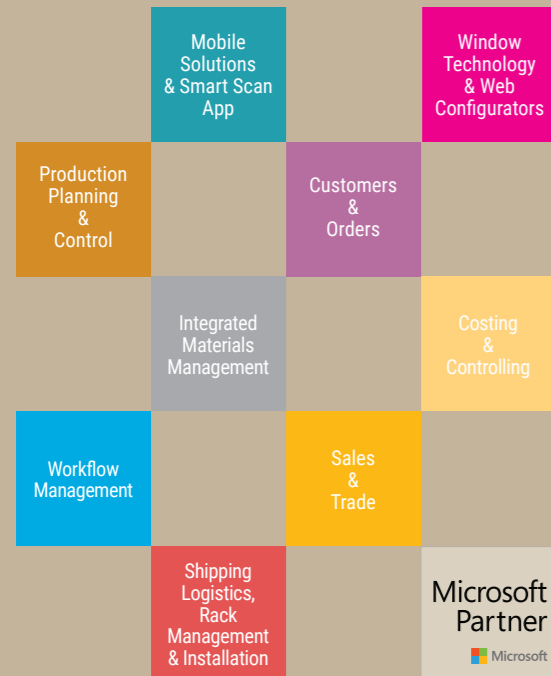 Mobile
Solutions
& Smart Scan
App
Window
Technology
& Web
Configurators
Production
Planning
&
Control
Customers
&
Orders
Integrated
Materials
Management
Costing
&
Controlling
Workflow
Management
Sales
&
Trade
Shipping
Logistics,
Rack
Management
& Installation
Microsoft
Partner
Microsoft